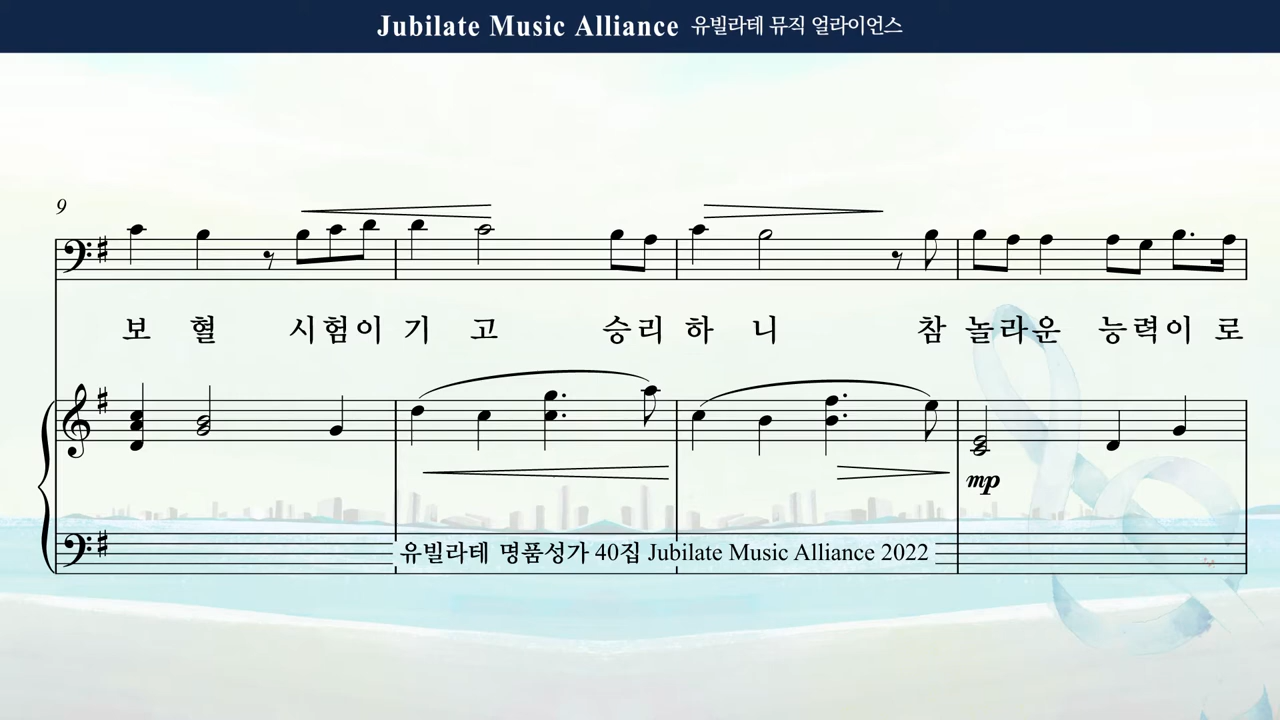 Jubilate Music Alliance 유빌라테 뮤직 얼라이언스
9
보 혈 시험이 기 고 승리 하 니 참 놀라운 능력이 로
mp
유빌라테 명품성가 40집 Jubilate Music Alliance 2022